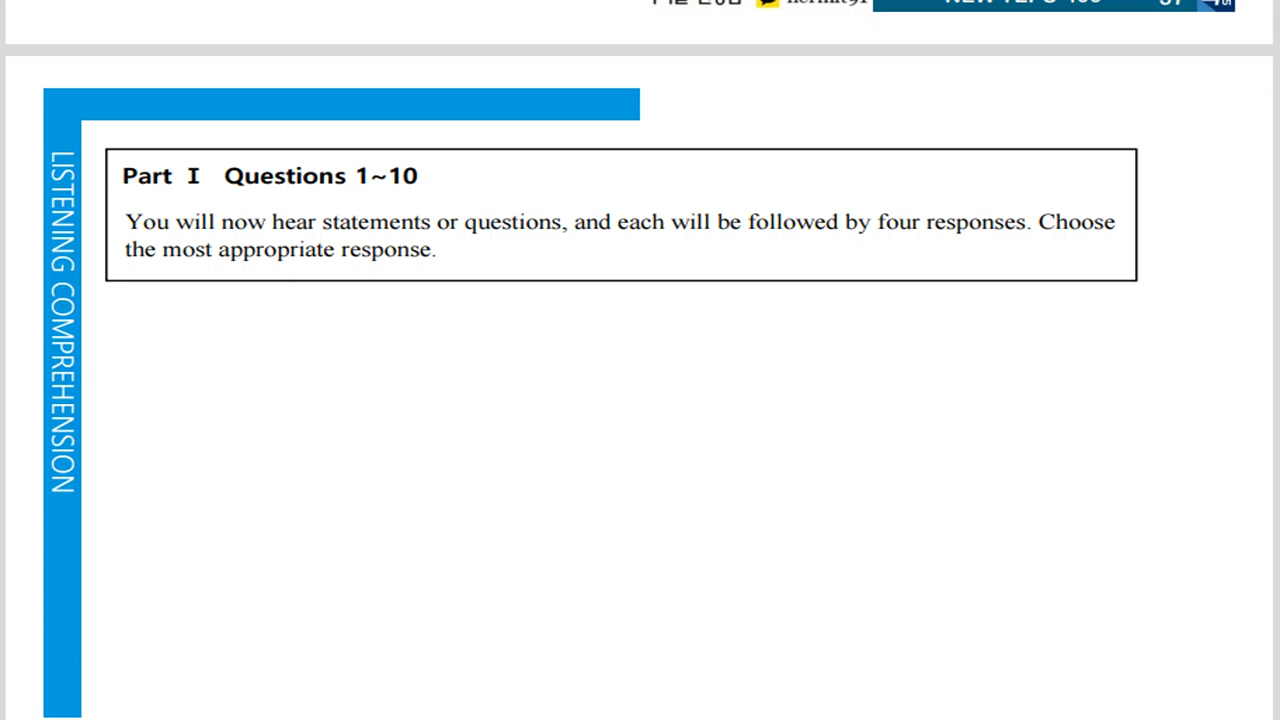 LISTENING COMPREHENSION
Part I Questions 1~10
You will now hear statements or questions, and each will be followed by four responses. Choose
the most appropriate response.